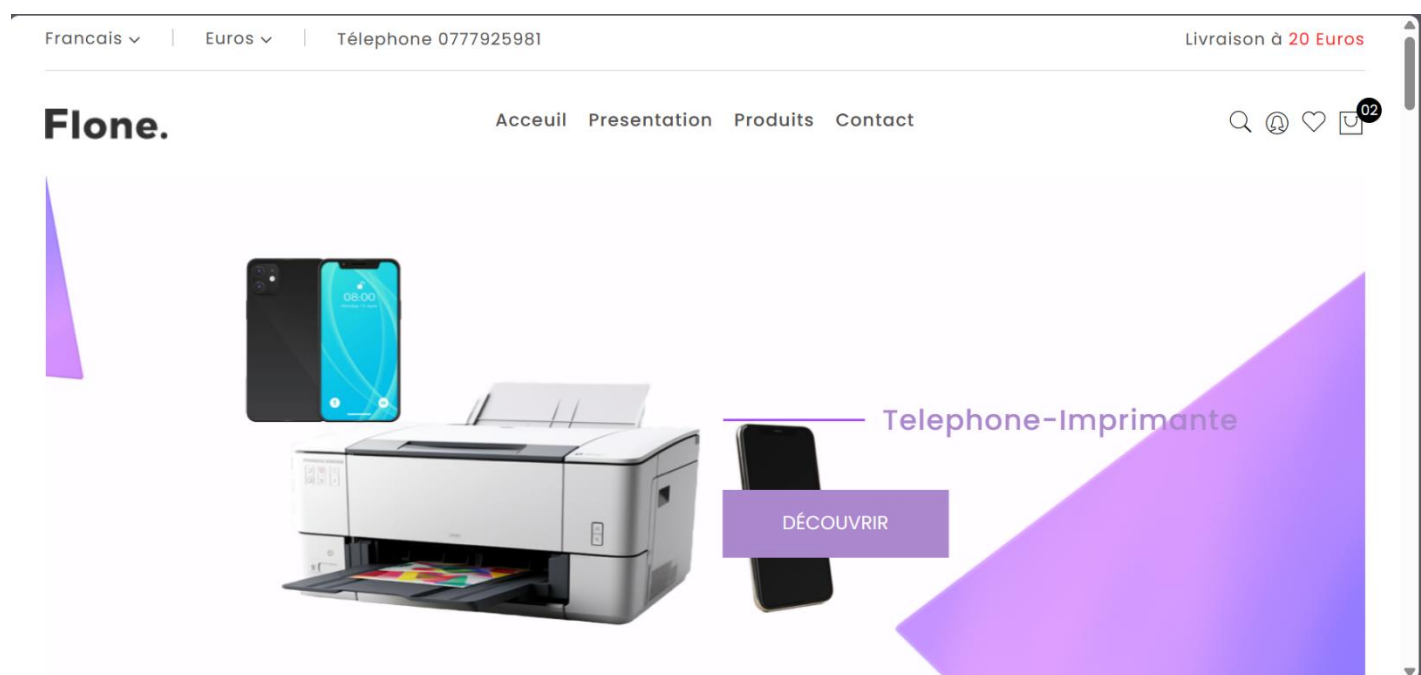 Francais
Euros
Télephone 0777925981
Livraison à 20 Euros
Flone.
Acceuil Presentation Produits Contact
02
08:00
Telephone-Imprimante
DÉCOUVRIR